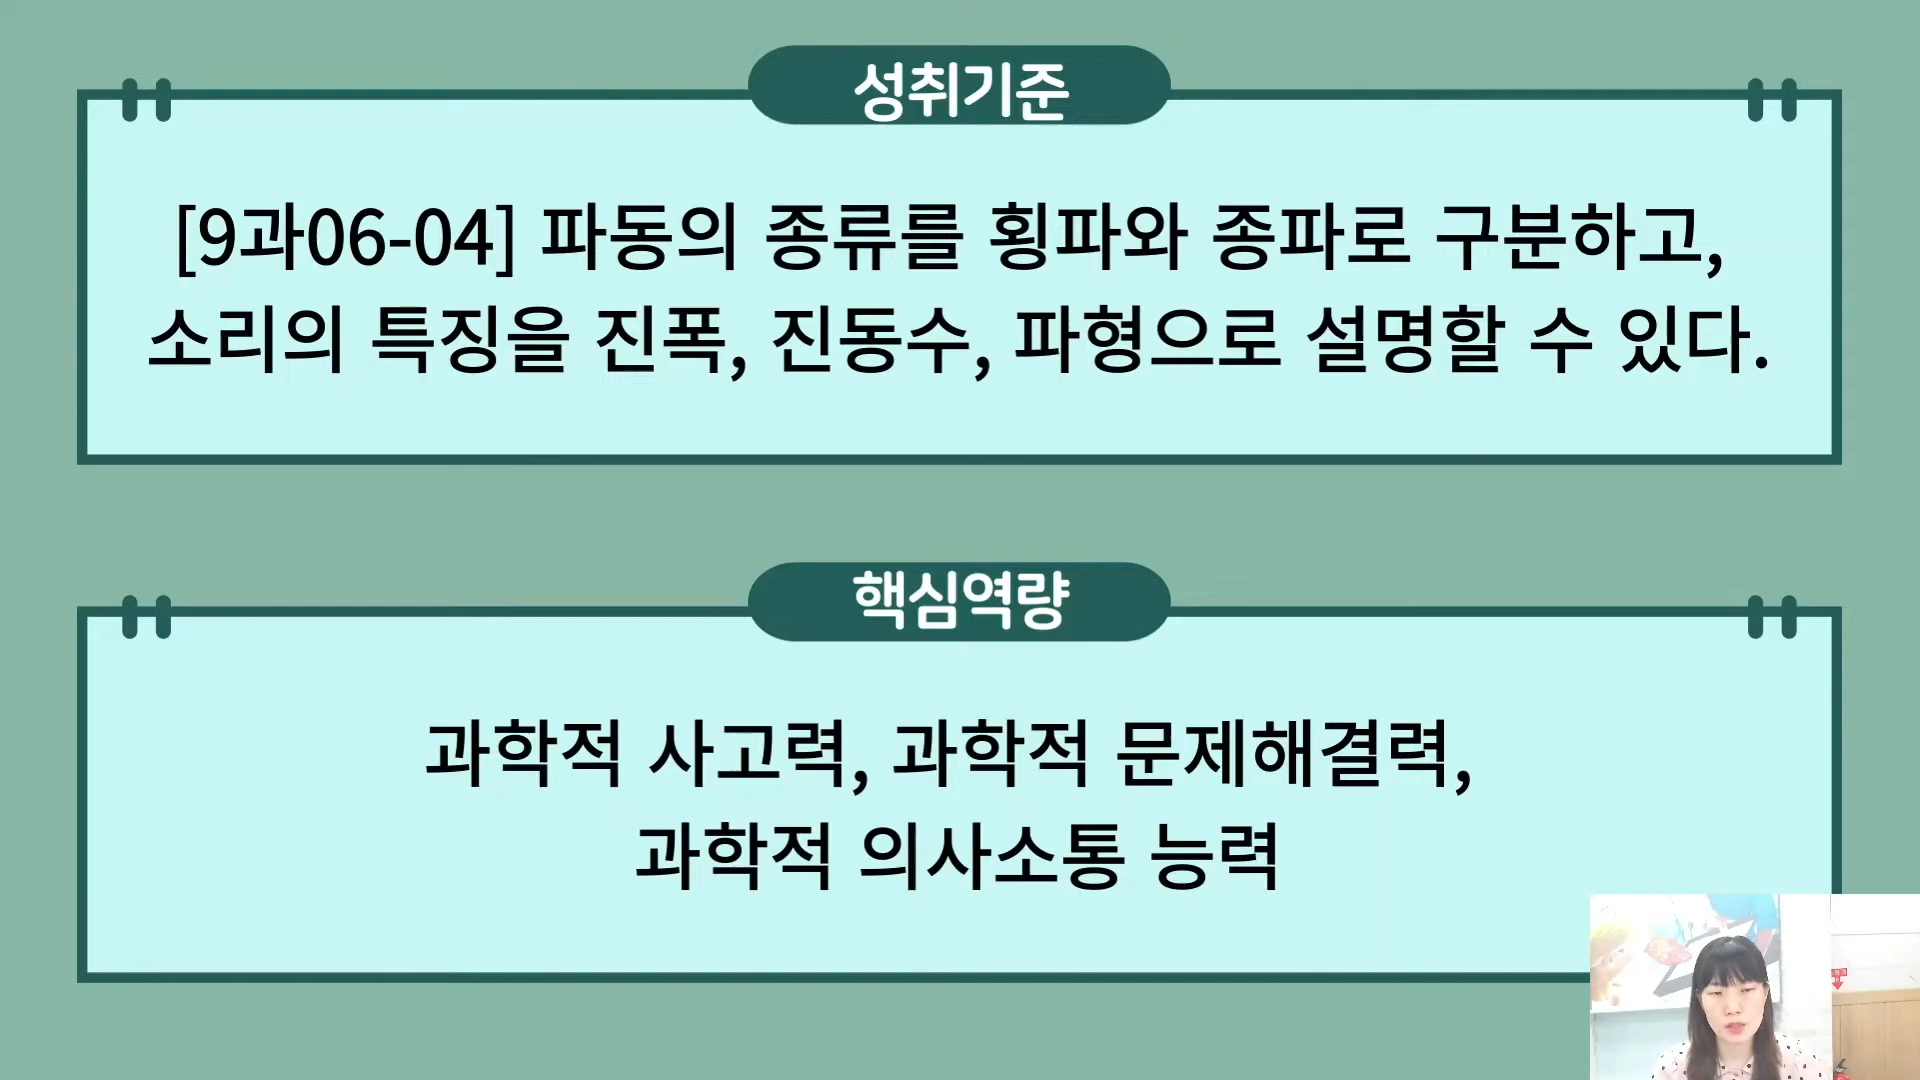 성취기준
[9과06-04] 파동의 종류를 횡파와 종파로 구분하고,
소리의 특징을 진폭, 진동수, 파형으로 설명할 수 있다.
핵심역량
과학적 사고력, 과학적 문제해결력,
과학적 의사소통 능력